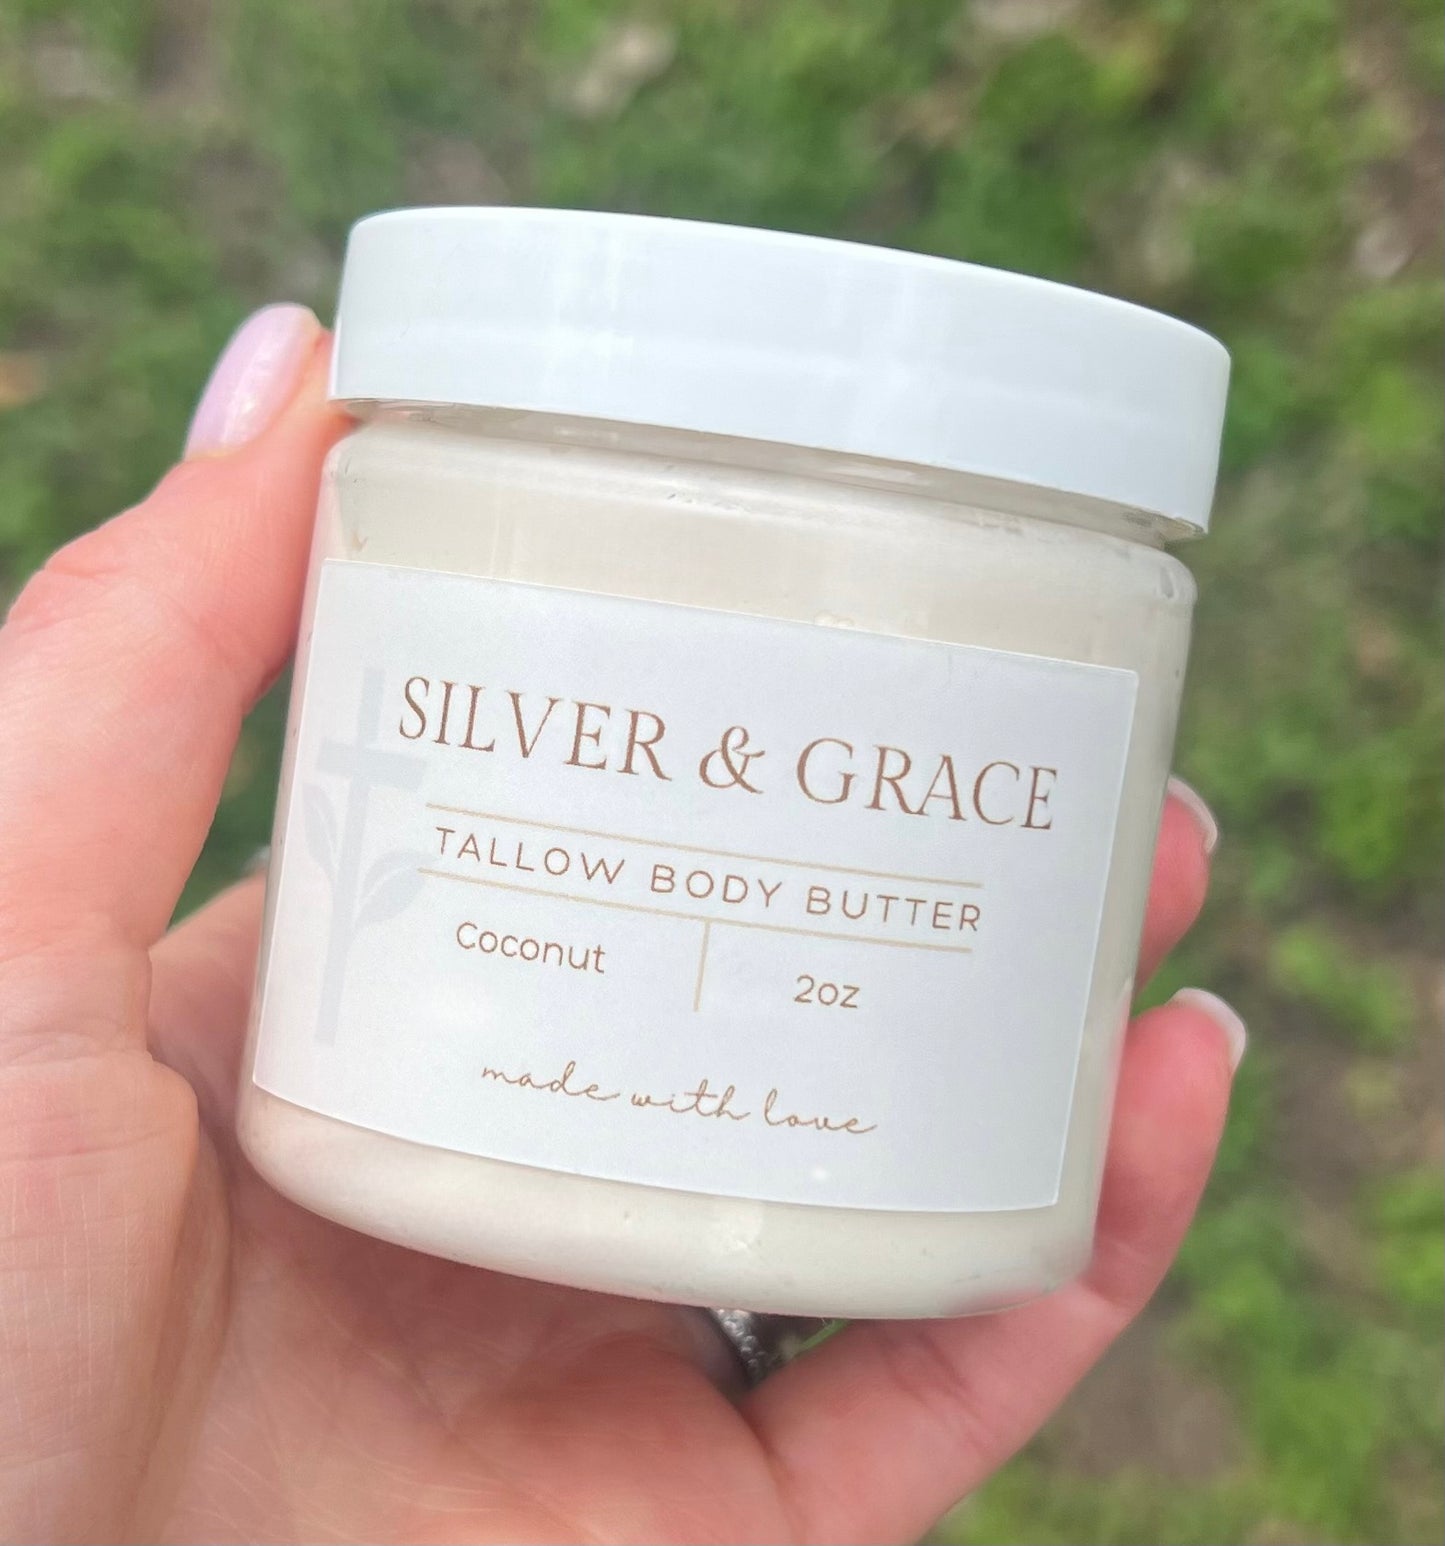 SILVER & GRACE
TALLOW BODY BUTTER
Coconut
2oz
made with love